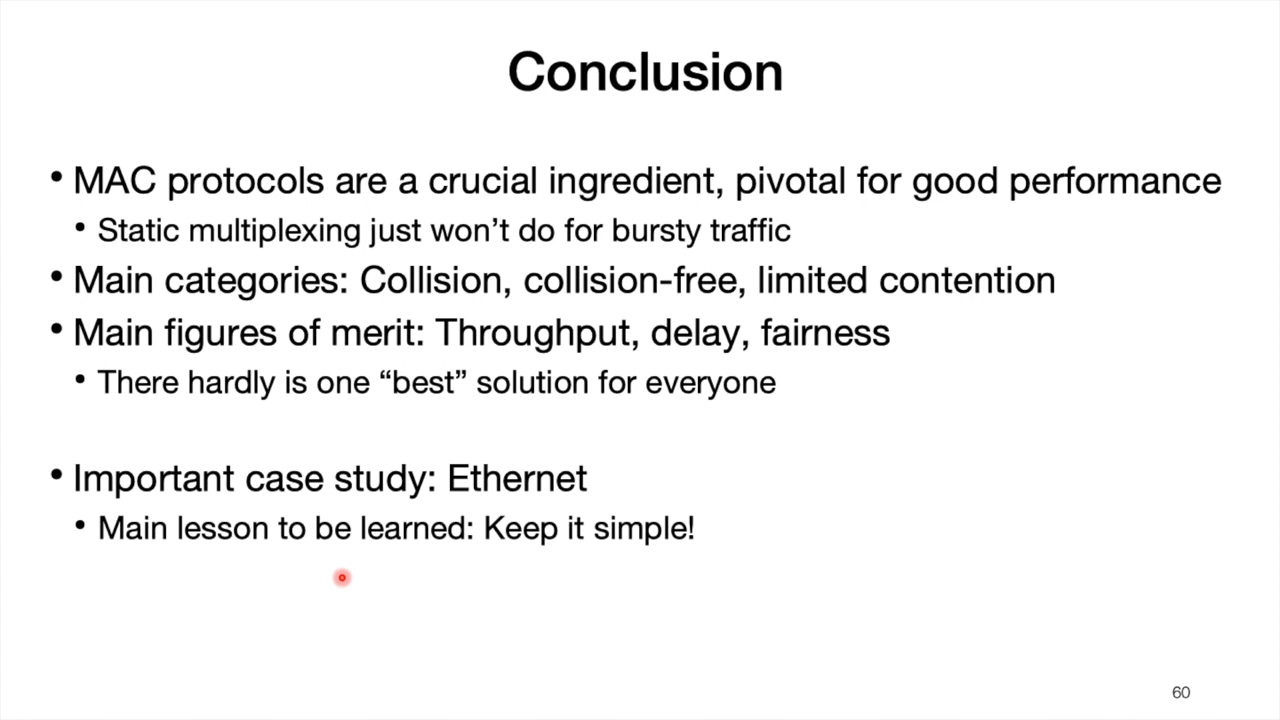 Conclusion
• MAC protocols are a crucial ingredient, pivotal for good performance
• Static multiplexing just won’t do for bursty traffic
• Main categories: Collision, collision-free, limited contention
• Main figures of merit: Throughput, delay, fairness
• There hardly is one “best” solution for everyone
• Important case study: Ethernet
• Main lesson to be learned: Keep it simple!
60